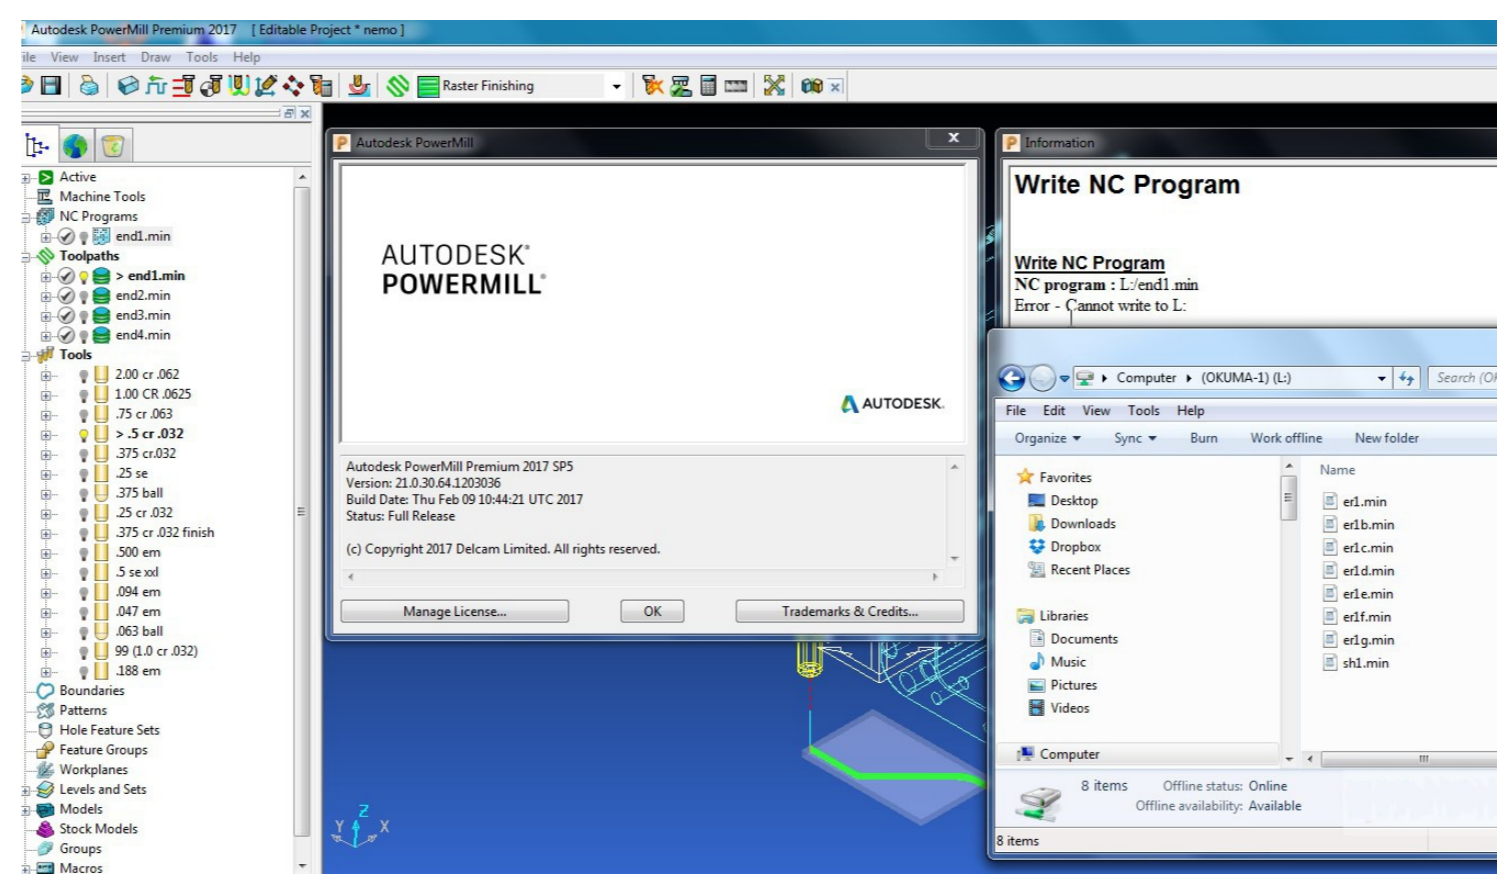 Autodesk PowerMill Premium 2017 [ Editable Project * nemo ]
ile View Insert Draw Tools Help
Raster Finishing
Active
Machine Tools
NC Programs
end1.min
Toolpaths
> end1.min
end2.min
end3.min
end4.min
Tools
2.00 cr .062
1.00 CR .0625
.75 cr .063
> .5 cr .032
.375 cr.032
.25 se
.375 ball
.25 cr .032
.375 cr .032 finish
.500 em
.5 se xxl
.094 em
.047 em
.063 ball
99 (1.0 cr .032)
.188 em
Boundaries
Patterns
Hole Feature Sets
Feature Groups
Workplanes
Levels and Sets
Models
Stock Models
Groups
Macros
Autodesk PowerMill
AUTODESK®
POWERMILL®
AUTODESK.
Autodesk PowerMill Premium 2017 SP5
Version: 21.0.30.64.1203036
Build Date: Thu Feb 09 10:44:21 UTC 2017
Status: Full Release
(c) Copyright 2017 Delcam Limited. All rights reserved.
Manage License... OK Trademarks & Credits...
Z
Y X
Information
Write NC Program
Write NC Program
NC program : L:/end1.min
Error - Cannot write to L:
Computer (OKUMA-1) (L:) Search (O
File Edit View Tools Help
Organize Sync Burn Work offline New folder
Favorites
Desktop
Downloads
Dropbox
Recent Places
Libraries
Documents
Music
Pictures
Videos
Computer
Name
er1.min
er1b.min
er1c.min
er1d.min
er1e.min
er1f.min
er1g.min
sh1.min
8 items Offline status: Online
Offline availability: Available
8 items